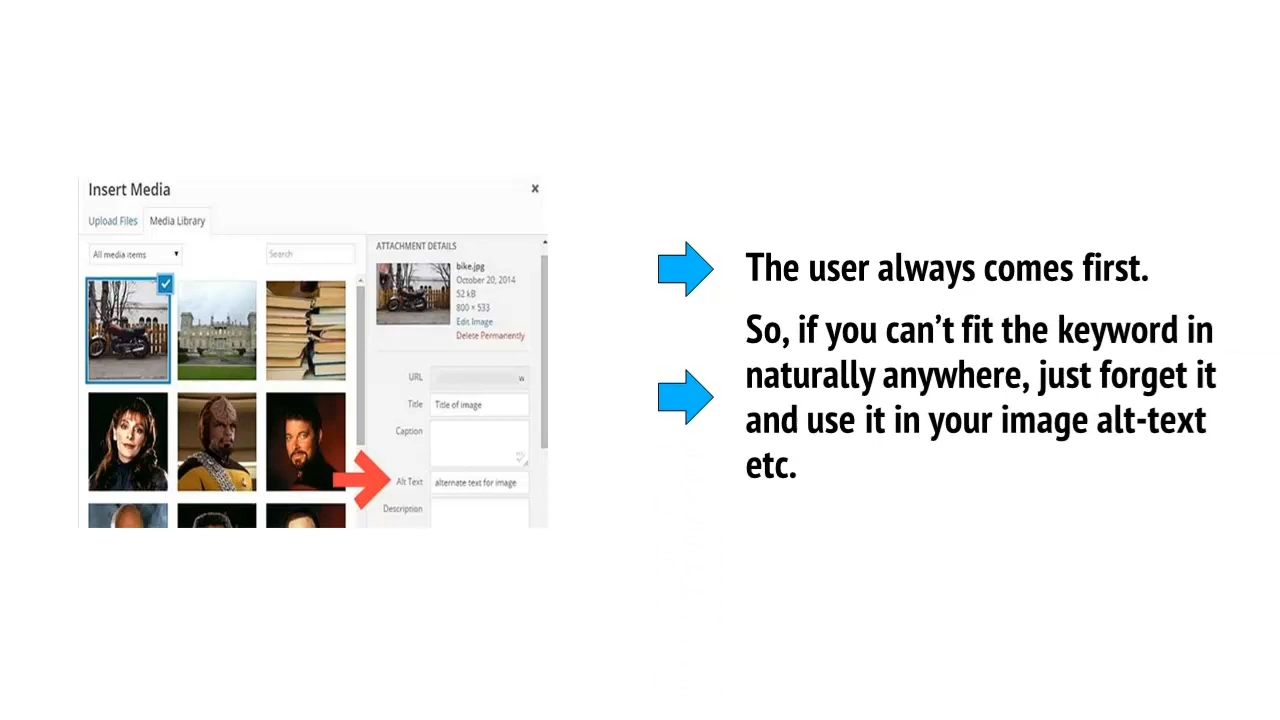 Insert Media
x
Upload Files
Media Library
All media items
Search
ATTACHMENT DETAILS
bike.jpg
October 20, 2014
52 kB
800 × 533
Edit Image
Delete Permanently
URL
w
Title
Title of image
Caption
Alt Text
alternate text for image
Description
The user always comes first.
So, if you can’t fit the keyword in
naturally anywhere, just forget it
and use it in your image alt-text
etc.